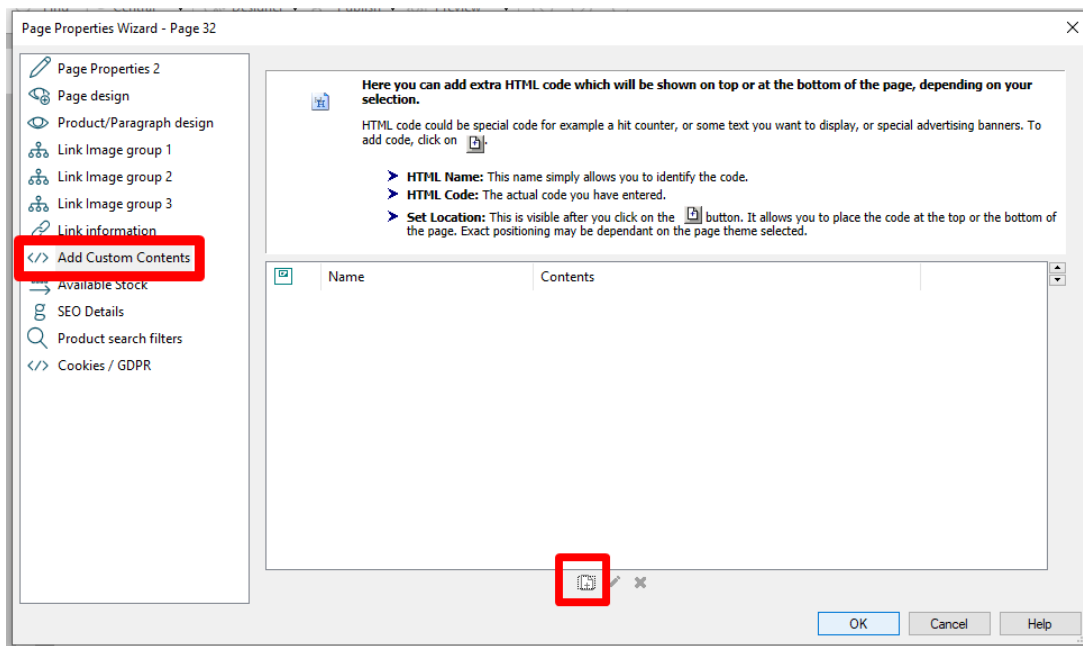 Page Properties Wizard - Page 32
Page Properties 2
Page design
Product/Paragraph design
Link Image group 1
Link Image group 2
Link Image group 3
Link information
</> Add Custom Contents
Available Stock
SEO Details
Product search filters
</> Cookies / GDPR
Here you can add extra HTML code which will be shown on top or at the bottom of the page, depending on your
selection.
HTML code could be special code for example a hit counter, or some text you want to display, or special advertising banners. To
add code, click on .
HTML Name: This name simply allows you to identify the code.
HTML Code: The actual code you have entered.
Set Location: This is visible after you click on the button. It allows you to place the code at the top or the bottom of
the page. Exact positioning may be dependant on the page theme selected.
Name Contents
OK Cancel Help